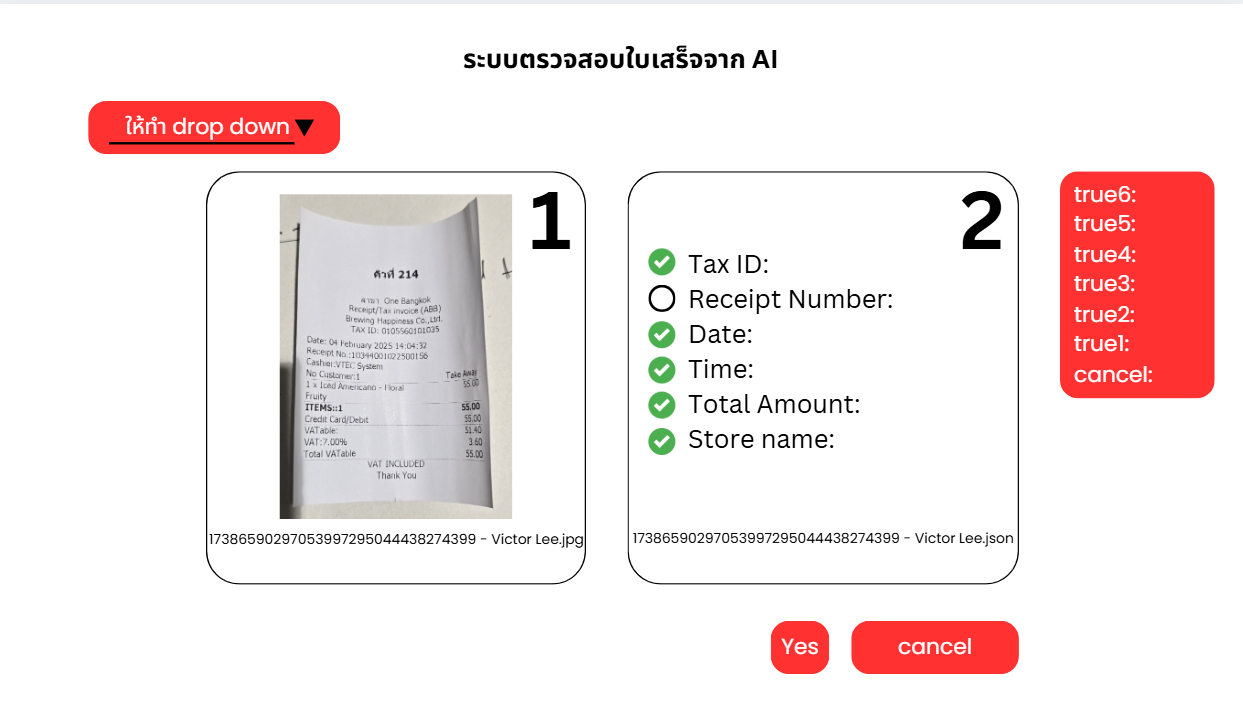 ระบบตรวจสอบใบเสร็จจาก AI
ให้ทำ drop down
1
คิวที่ 214
สาขา One Bangkok
Receipt/Tax invoice (ABB)
Brewing Happiness Co.,Ltd.
TAX ID: 0105560101035
Date: 04 February 2025 14:04:32
Receipt No.:10344001022500156
Cashier:VTEC System
No Customer:1
Take Away
1 x Iced Americano - Floral 55.00
Fruity
ITEMS::1 55.00
Credit Card/Debit 55.00
VATable: 51.40
VAT:7.00% 3.60
Total VATable 55.00
VAT INCLUDED
Thank You
17386590297053997295044438274399 - Victor Lee.jpg
2
Tax ID:
Receipt Number:
Date:
Time:
Total Amount:
Store name:
17386590297053997295044438274399 - Victor Lee.json
true6:
true5:
true4:
true3:
true2:
true1:
cancel:
Yes
cancel